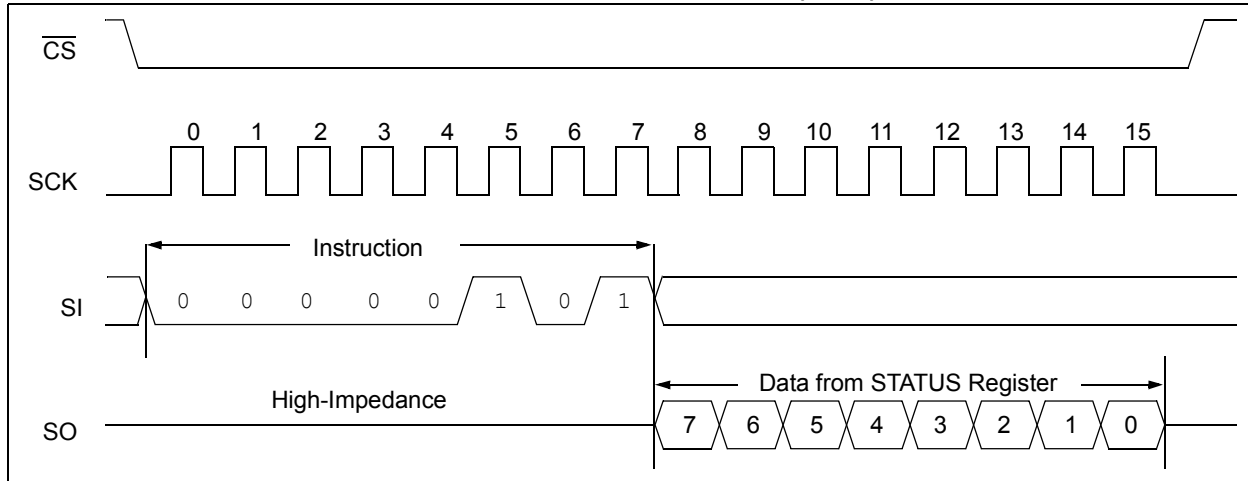 CS
0 1 2 3 4 5 6 7 8 9 10 11 12 13 14 15
SCK
Instruction
SI 0 0 0 0 0 1 0 1
Data from STATUS Register
High-Impedance
SO 7 6 5 4 3 2 1 0